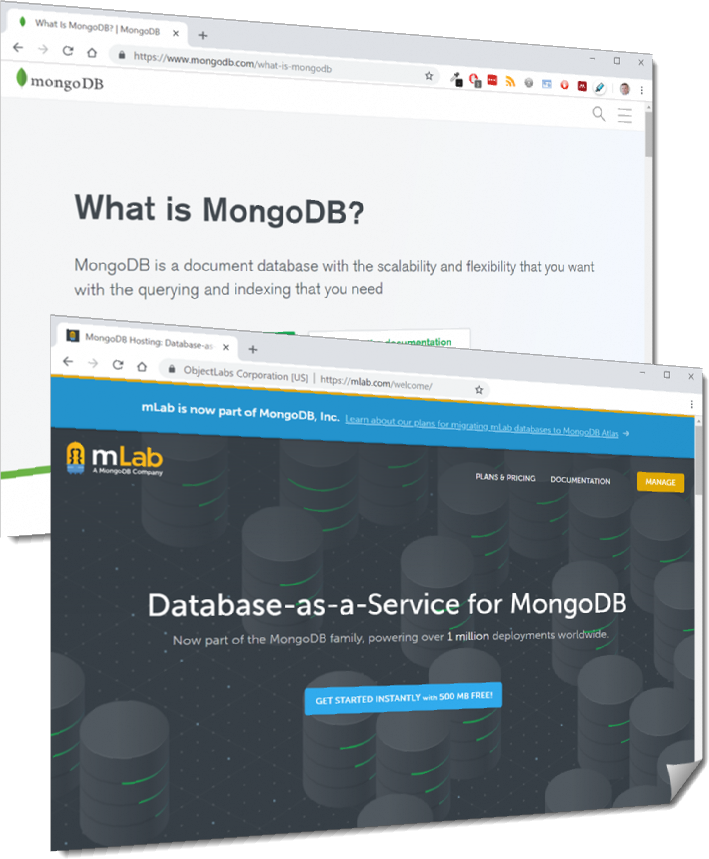 What Is MongoDB? | MongoDB
https://www.mongodb.com/what-is-mongodb
mongoDB
What is MongoDB?
MongoDB is a document database with the scalability and flexibility that you want
with the querying and indexing that you need
documentation
MongoDB Hosting: Database-as
ObjectLabs Corporation [US] | https://mlab.com/welcome/
mLab is now part of MongoDB, Inc. Learn about our plans for migrating mLab databases to MongoDB Atlas →
mLab
A MongoDB Company
PLANS & PRICING DOCUMENTATION MANAGE
Database-as-a-Service for MongoDB
Now part of the MongoDB family, powering over 1 million deployments worldwide.
GET STARTED INSTANTLY with 500 MB FREE!